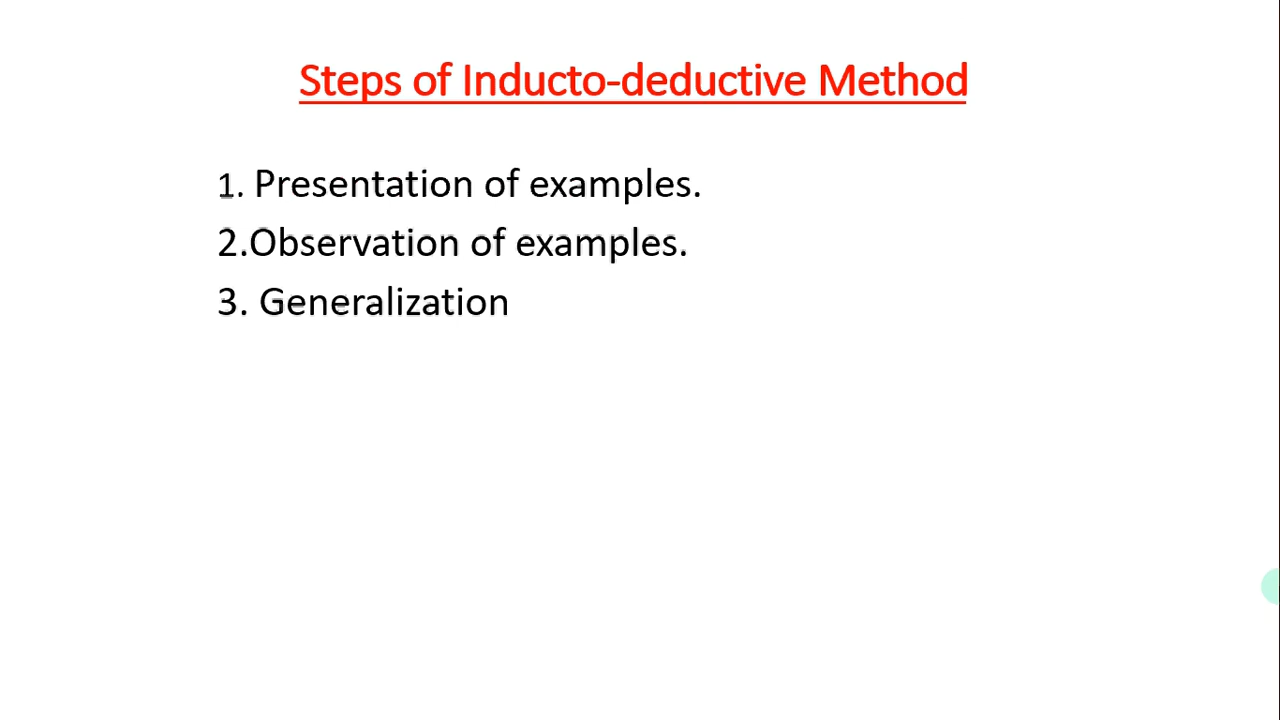 Steps of Inducto-deductive Method
1. Presentation of examples.
2.Observation of examples.
3. Generalization